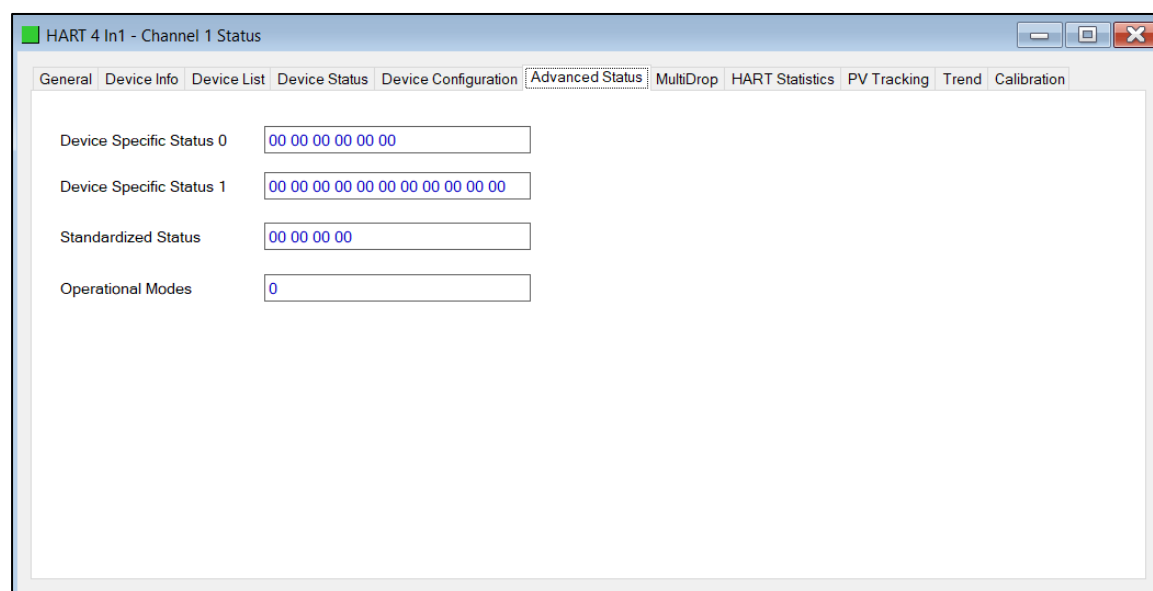 HART 4 In1 - Channel 1 Status
General Device Info Device List Device Status Device Configuration Advanced Status MultiDrop HART Statistics PV Tracking Trend Calibration
Device Specific Status 0 00 00 00 00 00 00
Device Specific Status 1 00 00 00 00 00 00 00 00 00 00 00
Standardized Status 00 00 00 00
Operational Modes 0